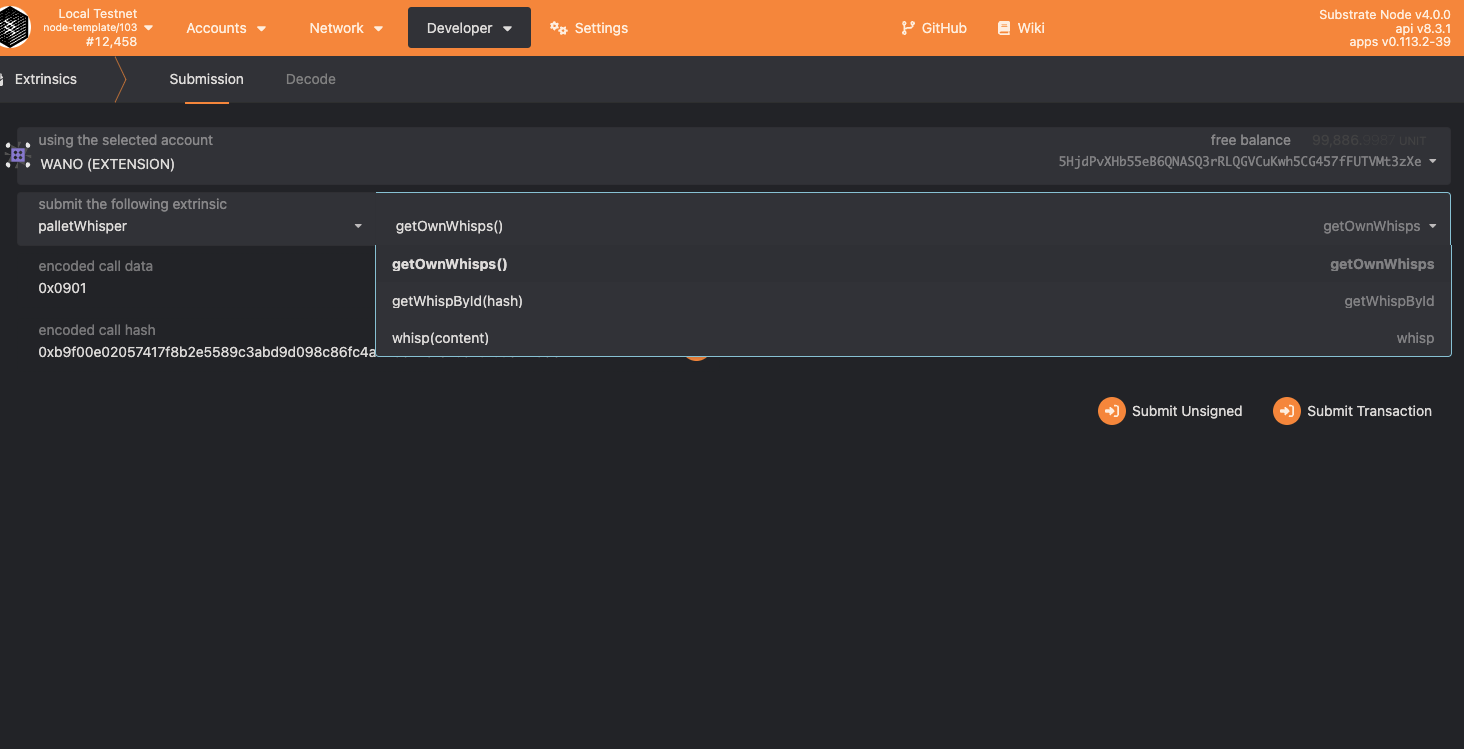 Local Testnet
node-template/103
#12,458
Accounts
Network
Developer
Settings
GitHub
Wiki
Substrate Node v4.0.0
api v8.3.1
apps v0.113.2-39
Extrinsics
Submission
Decode
using the selected account
WANO (EXTENSION)
free balance 99,886.9987 UNIT
5HjdPvXHb55eB6QNASQ3rRLQGVCuKwh5CG457fFUTVMt3zXe
submit the following extrinsic
palletWhisper
getOwnWhisps()
getOwnWhisps
getOwnWhisps()
getOwnWhisps
getWhispById(hash)
getWhispById
whisp(content)
whisp
encoded call data
0x0901
encoded call hash
0xb9f00e02057417f8b2e5589c3abd9d098c86fc4a
Submit Unsigned
Submit Transaction